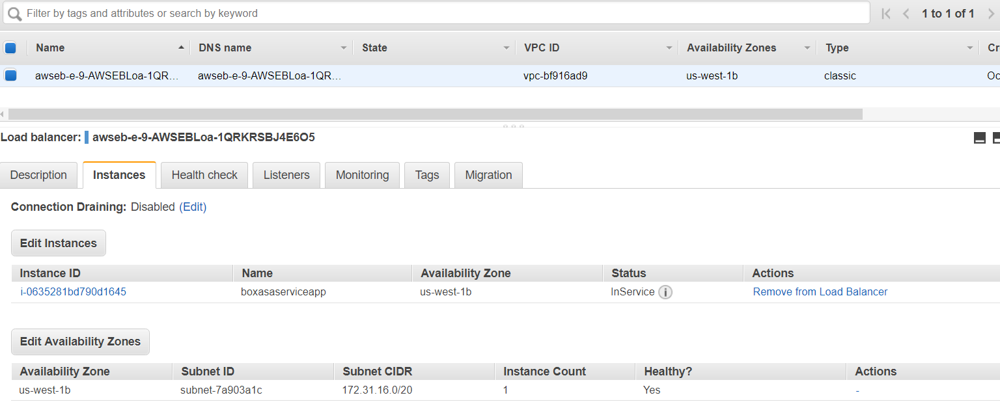 Filter by tags and attributes or search by keyword 1 to 1 of 1
Name DNS name State VPC ID Availability Zones Type Cr
awseb-e-9-AWSEBLoa-1QR... awseb-e-9-AWSEBLoa-1QR... vpc-bf916ad9 us-west-1b classic Oc
Load balancer: awseb-e-9-AWSEBLoa-1QRKRSBJ4E6O5
Description Instances Health check Listeners Monitoring Tags Migration
Connection Draining: Disabled (Edit)
Edit Instances
Instance ID Name Availability Zone Status Actions
i-0635281bd790d1645 boxasaserviceapp us-west-1b InService i Remove from Load Balancer
Edit Availability Zones
Availability Zone Subnet ID Subnet CIDR Instance Count Healthy? Actions
us-west-1b subnet-7a903a1c 172.31.16.0/20 1 Yes -